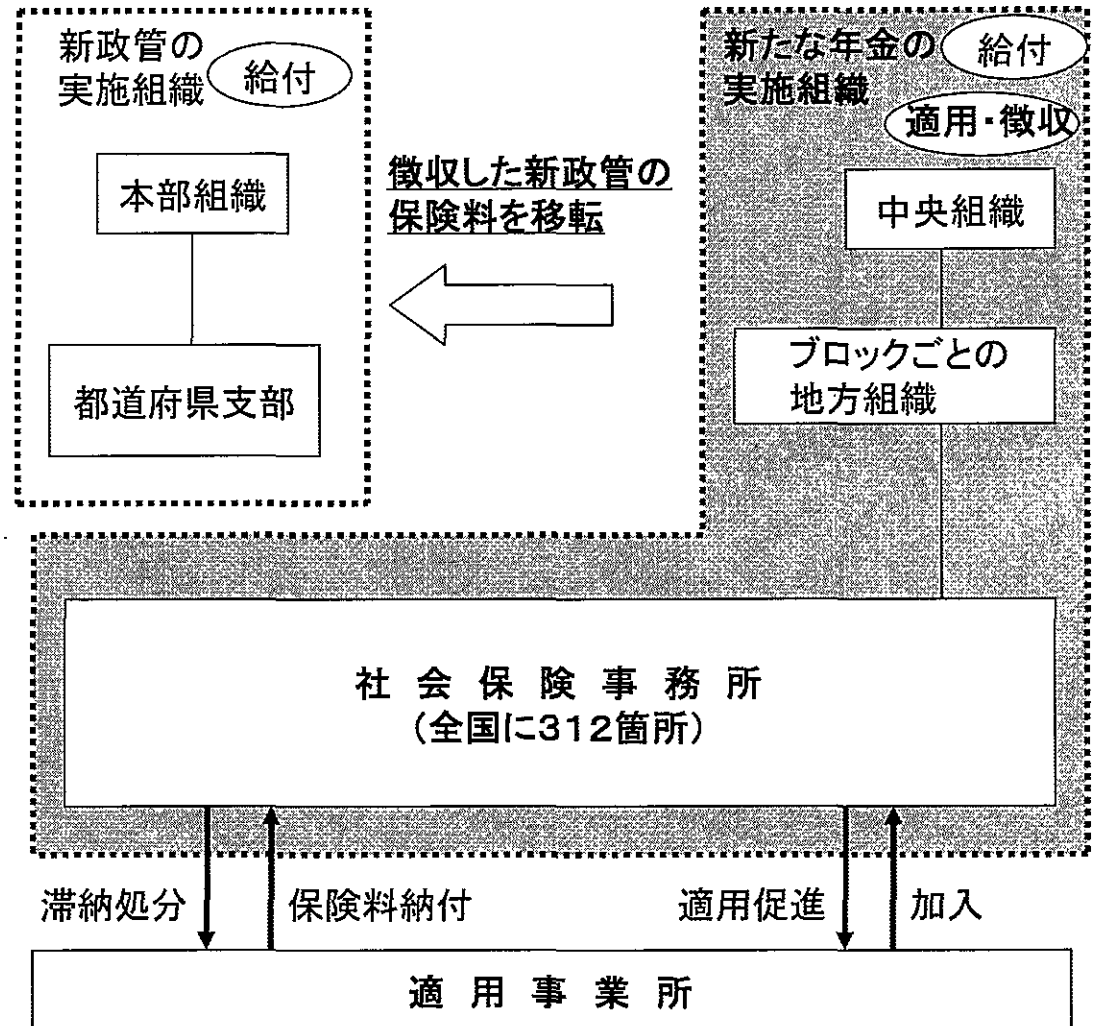 新政管の
実施組織
給付
本部組織
都道府県支部
徴収した新政管の
保険料を移転
新たな年金の
実施組織
給付
適用・徴収
中央組織
ブロックごとの
地方組織
社会保険事務所
(全国に312箇所)
滞納処分
保険料納付
適用促進
加入
適用事業所